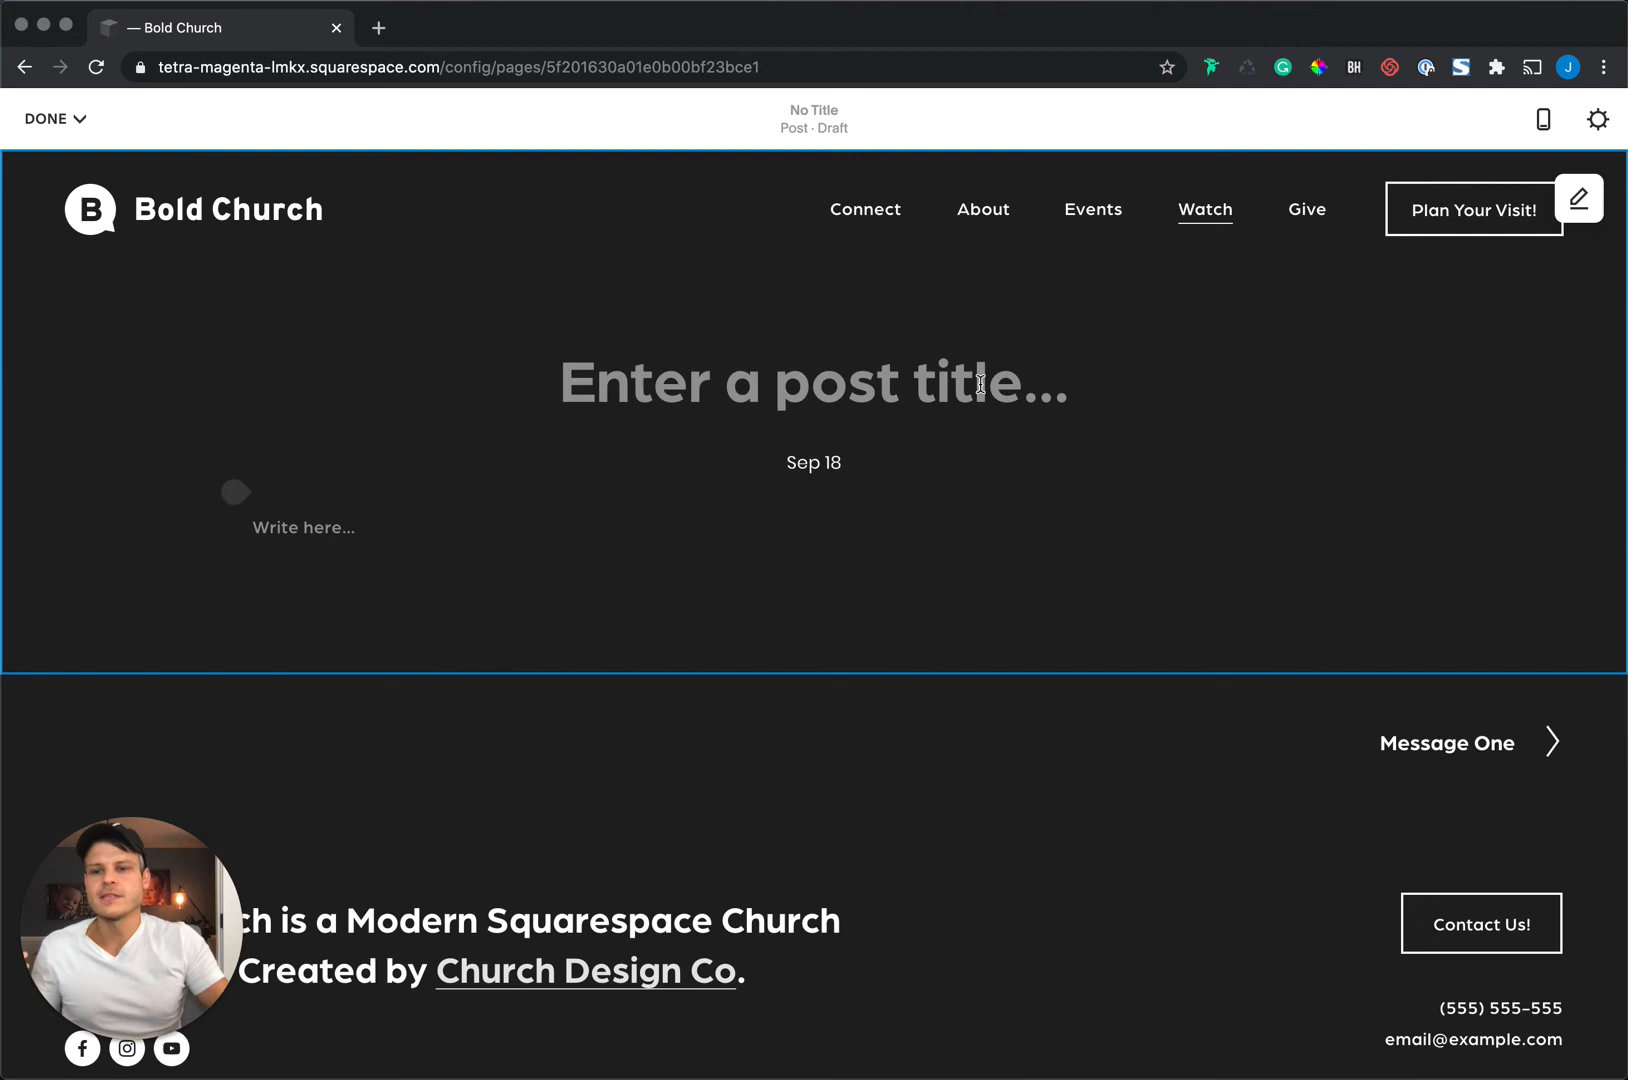 — Bold Church
tetra-magenta-lmkx.squarespace.com/config/pages/5f201630a01e0b00bf23bce1
BH
J
DONE
No Title
Post · Draft
B Bold Church
Connect
About
Events
Watch
Give
Plan Your Visit!
Enter a post title...
Sep 18
Write here...
Message One
ch is a Modern Squarespace Church
Created by Church Design Co.
Contact Us!
(555) 555-555
email@example.com